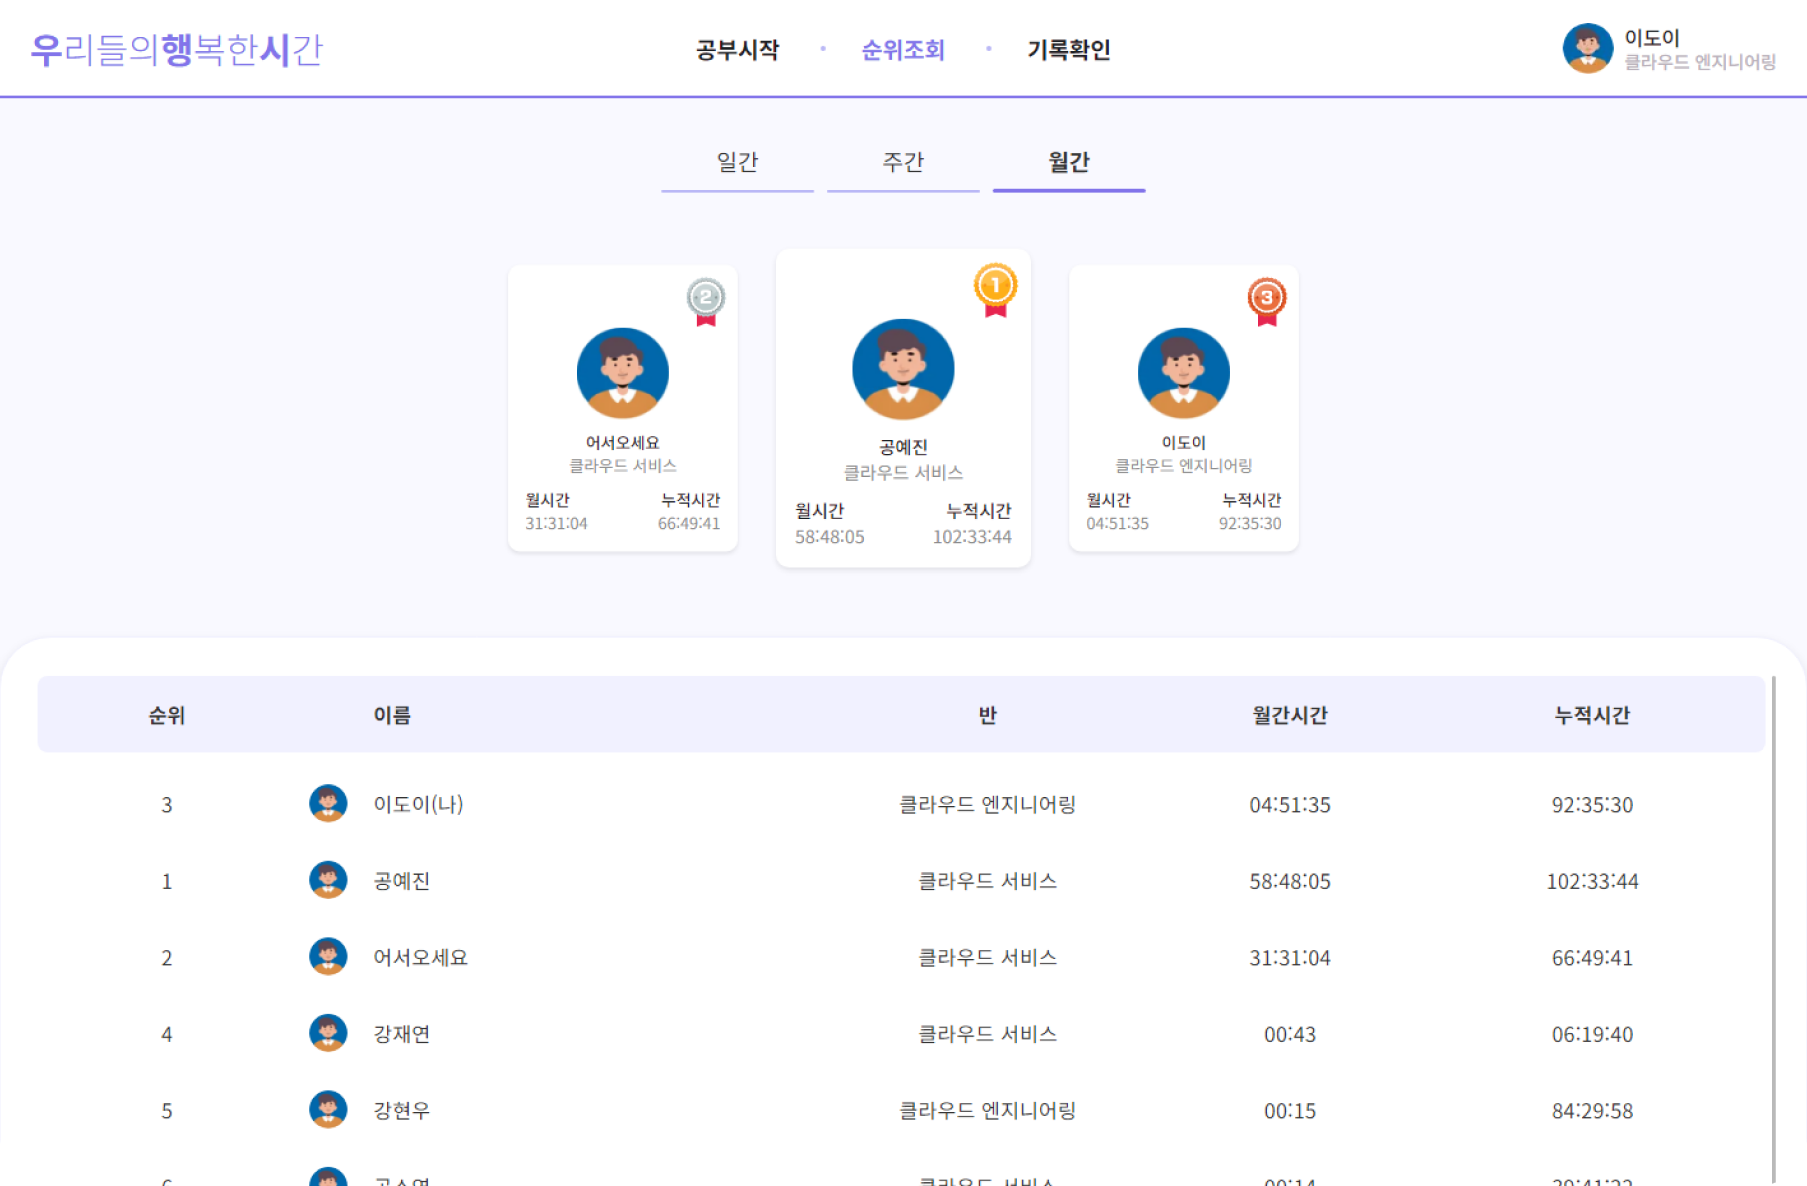 우리들의행복한시간
공부시작 • 순위조회 • 기록확인
이도이
클라우드 엔지니어링
일간 주간 월간
2
어서오세요
클라우드 서비스
월시간 누적시간
31:31:04 66:49:41
1
공예진
클라우드 서비스
월시간 누적시간
58:48:05 102:33:44
3
이도이
클라우드 엔지니어링
월시간 누적시간
04:51:35 92:35:30
순위 이름 반 월간시간 누적시간
3 이도이(나) 클라우드 엔지니어링 04:51:35 92:35:30
1 공예진 클라우드 서비스 58:48:05 102:33:44
2 어서오세요 클라우드 서비스 31:31:04 66:49:41
4 강재연 클라우드 서비스 00:43 06:19:40
5 강현우 클라우드 엔지니어링 00:15 84:29:58
클라우드 서비스